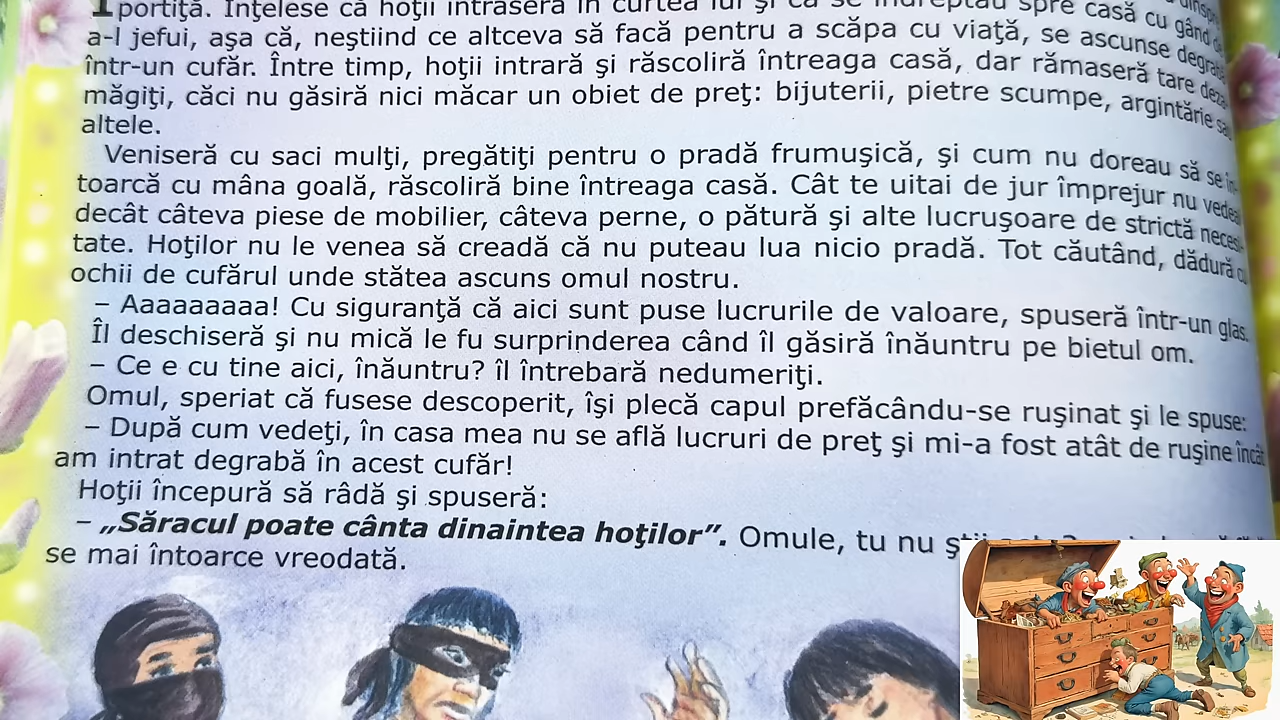 portiţă. Înţelese că hoţii intraseră în curtea lui şi că se îndreptau spre casă cu gând
a-l jefui, aşa că, neştiind ce altceva să facă pentru a scăpa cu viaţă, se ascunse degrabă
într-un cufăr. Între timp, hoţii intrară şi răscoliră întreaga casă, dar rămaseră tare deza-
măgiţi, căci nu găsiră nici măcar un obiet de preţ: bijuterii, pietre scumpe, argintărie sau
altele.
Veniseră cu saci mulţi, pregătiţi pentru o pradă frumuşică, şi cum nu doreau să se în-
toarcă cu mâna goală, răscoliră bine întreaga casă. Cât te uitai de jur împrejur nu vedeai
decât câteva piese de mobilier, câteva perne, o pătură şi alte lucruşoare de strictă necesi-
tate. Hoţilor nu le venea să creadă că nu puteau lua nicio pradă. Tot căutând, dădură cu
ochii de cufărul unde stătea ascuns omul nostru.
– Aaaaaaaaa! Cu siguranţă că aici sunt puse lucrurile de valoare, spuseră într-un glas.
Îl deschiseră şi nu mică le fu surprinderea când îl găsiră înăuntru pe bietul om.
– Ce e cu tine aici, înăuntru? îl întrebară nedumeriţi.
Omul, speriat că fusese descoperit, îşi plecă capul prefăcându-se ruşinat şi le spuse:
– După cum vedeţi, în casa mea nu se află lucruri de preţ şi mi-a fost atât de ruşine încât
am intrat degrabă în acest cufăr!
Hoţii începură să râdă şi spuseră:
– „Săracul poate cânta dinaintea hoţilor”. Omule, tu nu
se mai întoarce vreodată.